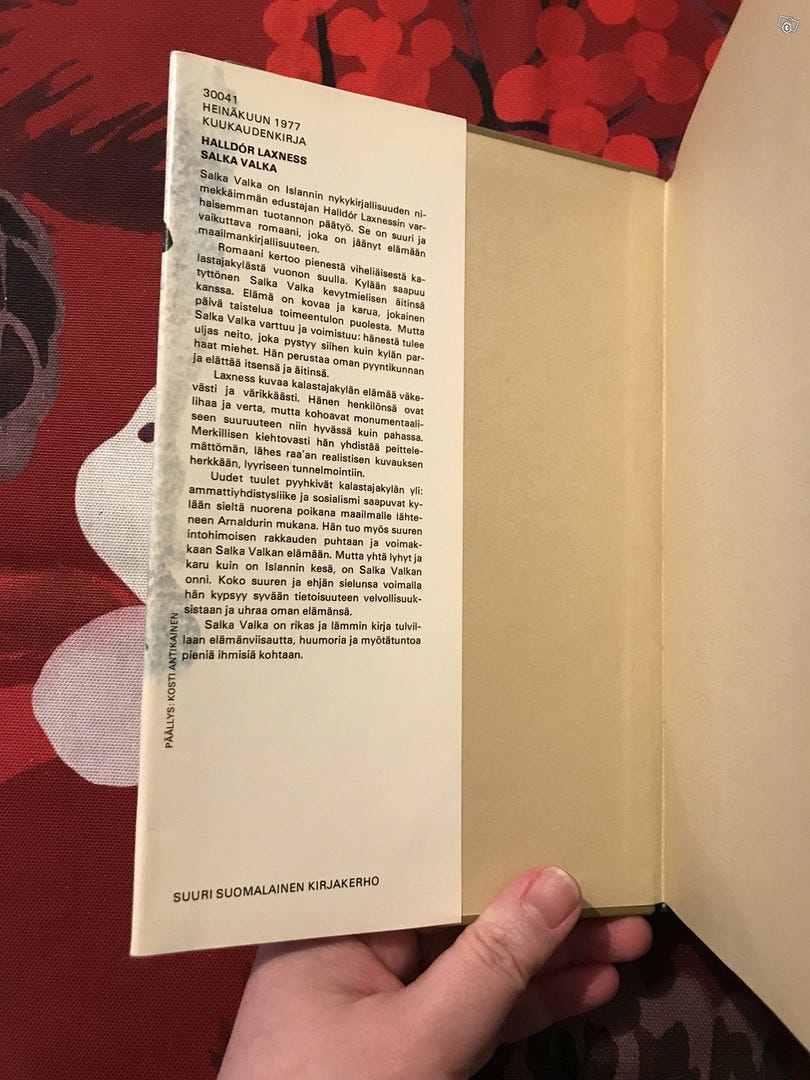 30041
HEINÄKUUN 1977
KUUKAUDENKIRJA
HALLDÓR LAXNESS
SALKA VALKA
Salka Valka on Islannin nykykirjallisuuden ni-
mekkäimmän edustajan Halldór Laxnessin var-
haisemman tuotannon päätyö. Se on suuri ja
vaikuttava romaani, joka on jäänyt elämään
maailmankirjallisuuteen.
Romaani kertoo pienestä viheliäisestä ka-
lastajakylästä vuonon suulla. Kylään saapuu
tyttönen Salka Valka kevytmielisen äitinsä
kanssa. Elämä on kovaa ja karua, jokainen
päivä taistelua toimeentulon puolesta. Mutta
Salka Valka varttuu ja voimistuu: hänestä tulee
uljas neito, joka pystyy siihen kuin kylän par-
haat miehet. Hän perustaa oman pyyntikunnan
ja elättää itsensä ja äitinsä.
Laxness kuvaa kalastajakylän elämää väke-
västi ja värikkäästi. Hänen henkilönsä ovat
lihaa ja verta, mutta kohoavat monumentaali-
seen suuruuteen niin hyvässä kuin pahassa.
Merkillisen kiehtovasti hän yhdistää peittele-
mättömän, lähes raa'an realistisen kuvauksen
herkkään, lyyriseen tunnelmointiin.
Uudet tuulet pyyhkivät kalastajakylän yli:
ammattiyhdistysliike ja sosialismi saapuvat ky-
lään sieltä nuorena poikana maailmalle lähte-
neen Arnaldurin mukana. Hän tuo myös suuren
intohimoisen rakkauden puhtaan ja voimak-
kaan Salka Valkan elämään. Mutta yhtä lyhyt ja
karu kuin on Islannin kesä, on Salka Valkan
onni. Koko suuren ja ehjän sielunsa voimalla
hän kypsyy syvään tietoisuuteen velvollisuuk-
sistaan ja uhraa oman elämänsä.
Salka Valka on rikas ja lämmin kirja tulvil-
laan elämänviisautta, huumoria ja myötätuntoa
pieniä ihmisiä kohtaan.
PÄÄLLYS: KOSTI ANTIKAINEN
SUURI SUOMALAINEN KIRJAKERHO